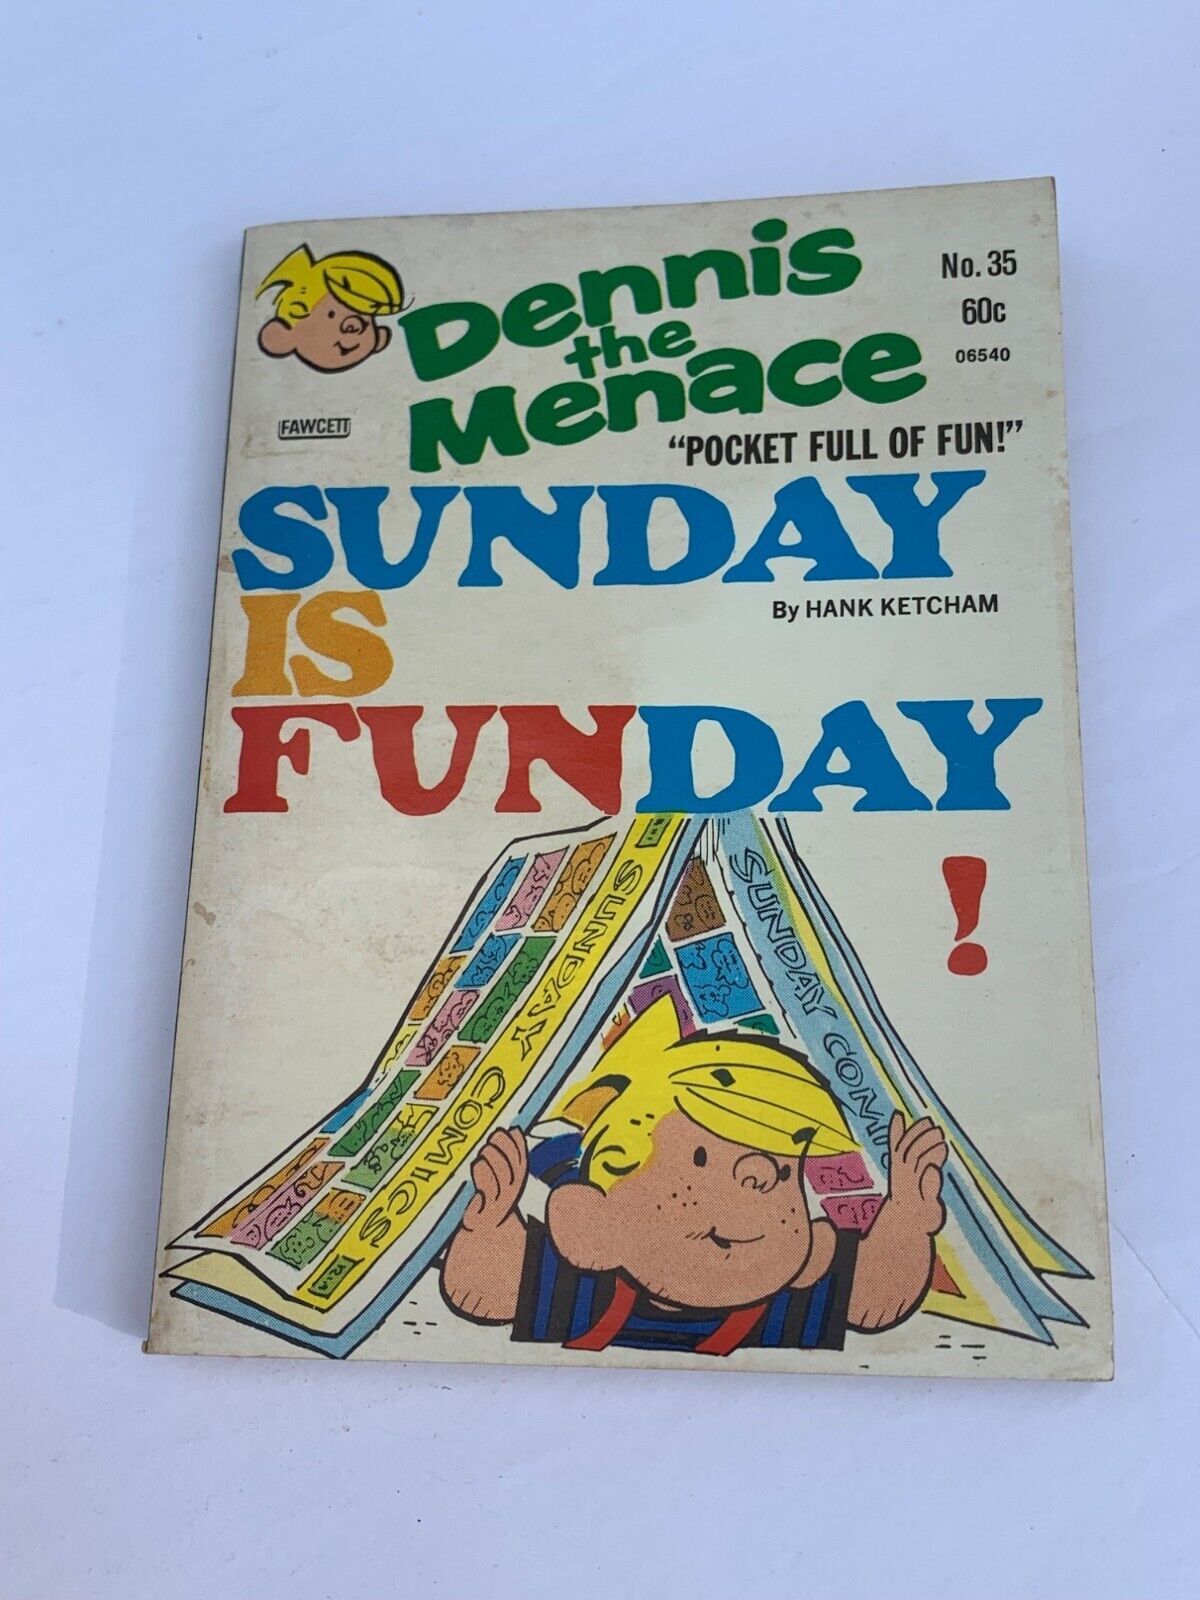 Dennis
the
Menace
No. 35
60c
06540
FAWCETT
"POCKET FULL OF FUN!"
SUNDAY
By HANK KETCHAM
IS
FUNDAY
!
SUNDAY COMICS
SUNDAY COMI